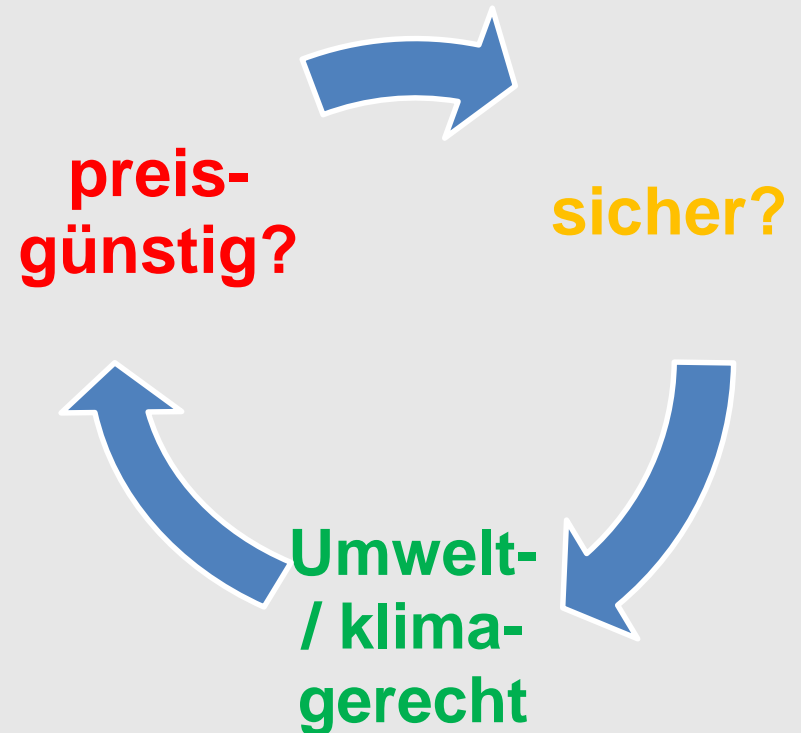 preis-
günstig?
sicher?
Umwelt-
/ klima-
gerecht